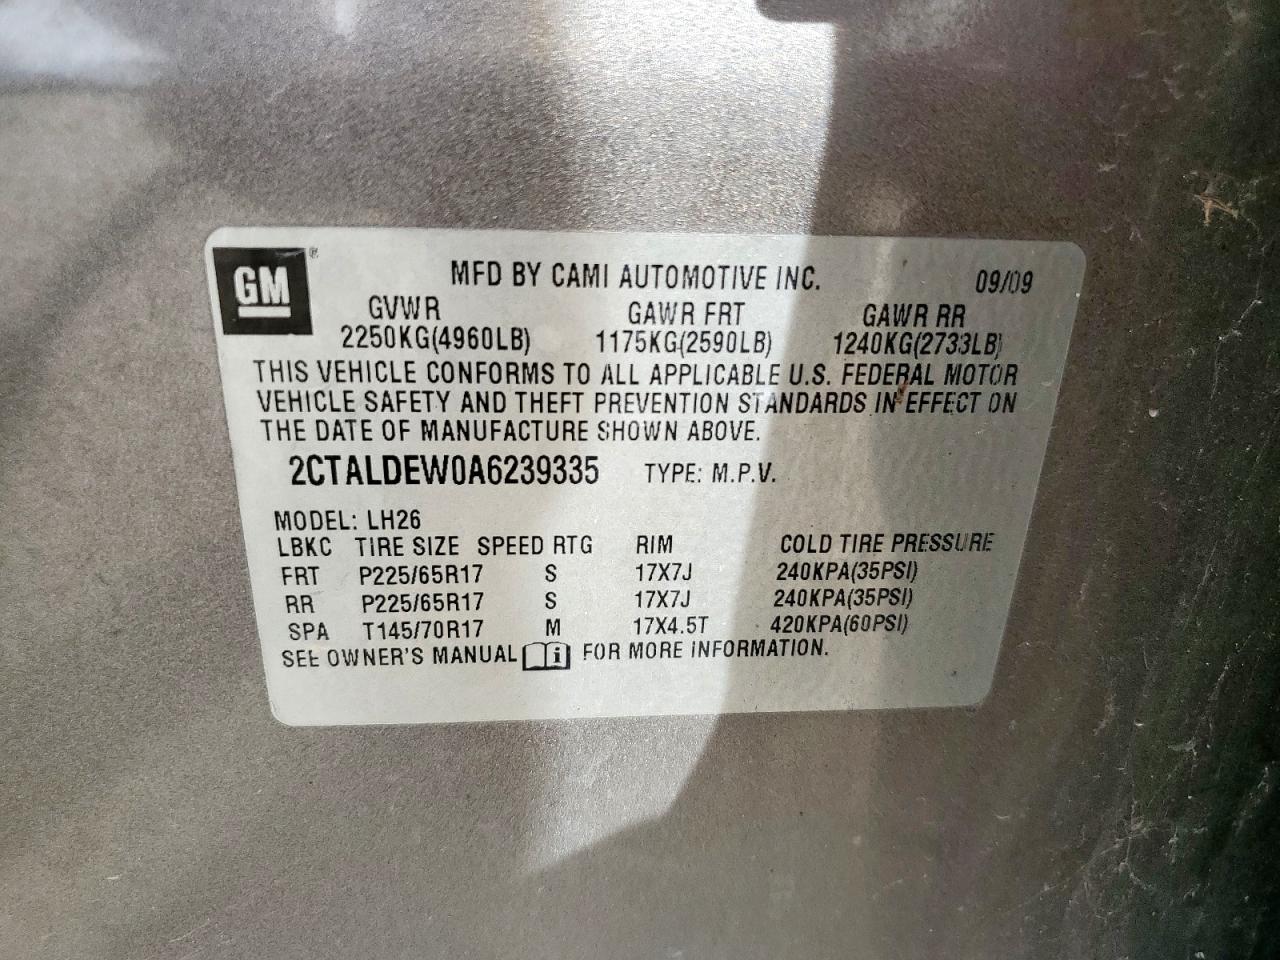 GM ®
MFD BY CAMI AUTOMOTIVE INC. 09/09
GVWR GAWR FRT GAWR RR
2250KG(4960LB) 1175KG(2590LB) 1240KG(2733LB)
THIS VEHICLE CONFORMS TO ALL APPLICABLE U.S. FEDERAL MOTOR
VEHICLE SAFETY AND THEFT PREVENTION STANDARDS IN EFFECT ON
THE DATE OF MANUFACTURE SHOWN ABOVE.
2CTALDEW0A6239335 TYPE: M.P.V.
MODEL: LH26
LBKC TIRE SIZE SPEED RTG RIM COLD TIRE PRESSURE
FRT P225/65R17 S 17X7J 240KPA(35PSI)
RR P225/65R17 S 17X7J 240KPA(35PSI)
SPA T145/70R17 M 17X4.5T 420KPA(60PSI)
SEE OWNER'S MANUAL i FOR MORE INFORMATION.